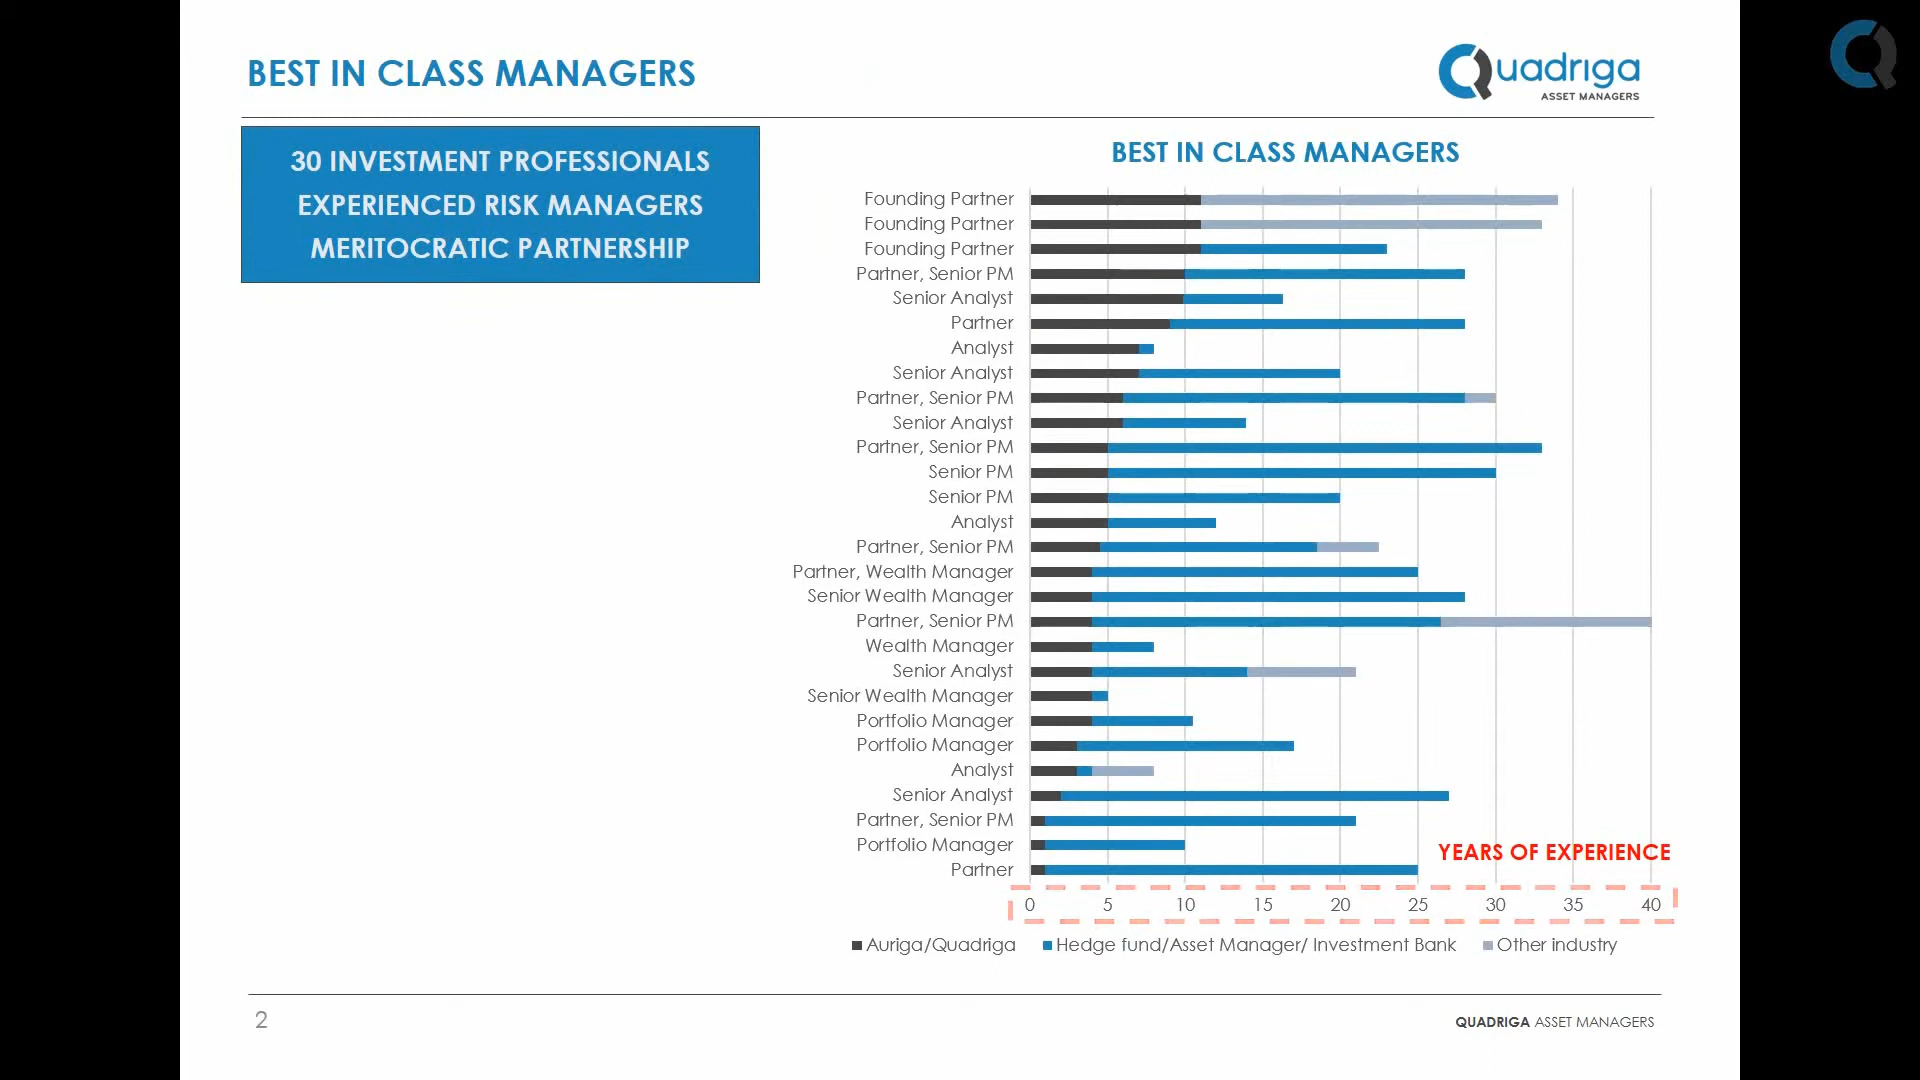 BEST IN CLASS MANAGERS
Quadriga
ASSET MANAGERS
30 INVESTMENT PROFESSIONALS
EXPERIENCED RISK MANAGERS
MERITOCRATIC PARTNERSHIP
BEST IN CLASS MANAGERS
Founding Partner
Founding Partner
Founding Partner
Partner, Senior PM
Senior Analyst
Partner
Analyst
Senior Analyst
Partner, Senior PM
Senior Analyst
Partner, Senior PM
Senior PM
Senior PM
Analyst
Partner, Senior PM
Partner, Wealth Manager
Senior Wealth Manager
Partner, Senior PM
Wealth Manager
Senior Analyst
Senior Wealth Manager
Portfolio Manager
Portfolio Manager
Analyst
Senior Analyst
Partner, Senior PM
Portfolio Manager
Partner
YEARS OF EXPERIENCE
0 5 10 15 20 25 30 35 40
Auriga/Quadriga Hedge fund/Asset Manager/ Investment Bank Other industry
2
QUADRIGA ASSET MANAGERS